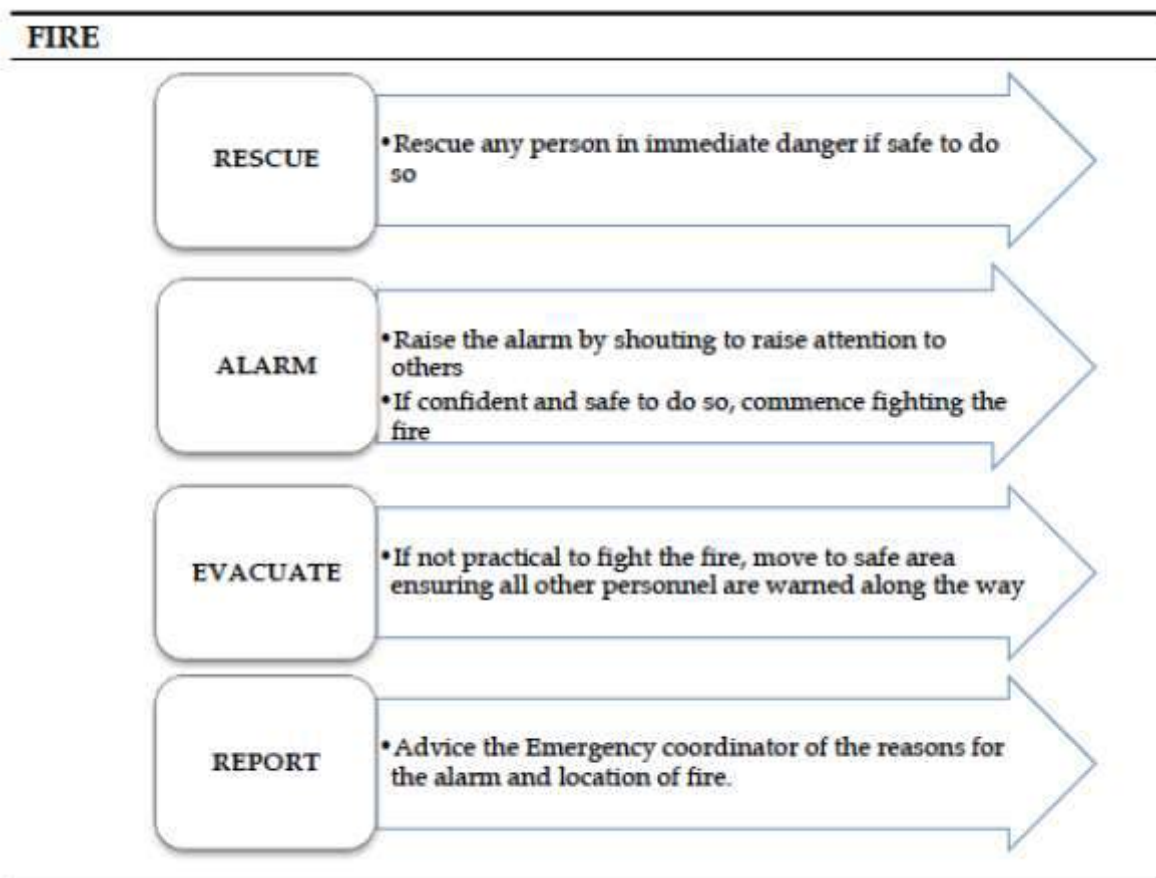 FIRE
RESCUE
•Rescue any person in immediate danger if safe to do
so
ALARM
•Raise the alarm by shouting to raise attention to
others
•If confident and safe to do so, commence fighting the
fire
EVACUATE
•If not practical to fight the fire, move to safe area
ensuring all other personnel are warned along the way
REPORT
•Advice the Emergency coordinator of the reasons for
the alarm and location of fire.